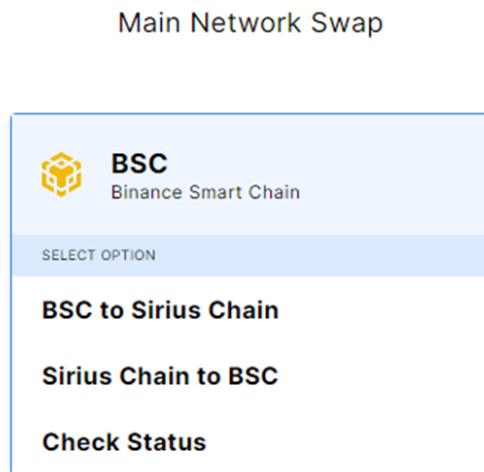 Main Network Swap
BSC
Binance Smart Chain
SELECT OPTION
BSC to Sirius Chain
Sirius Chain to BSC
Check Status